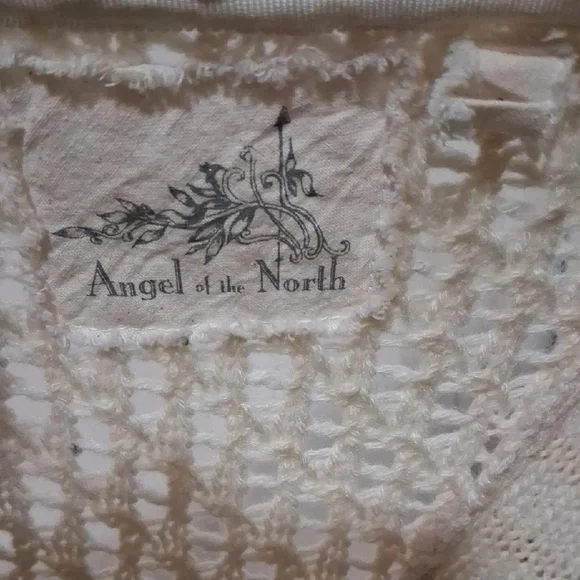 Angel of the North